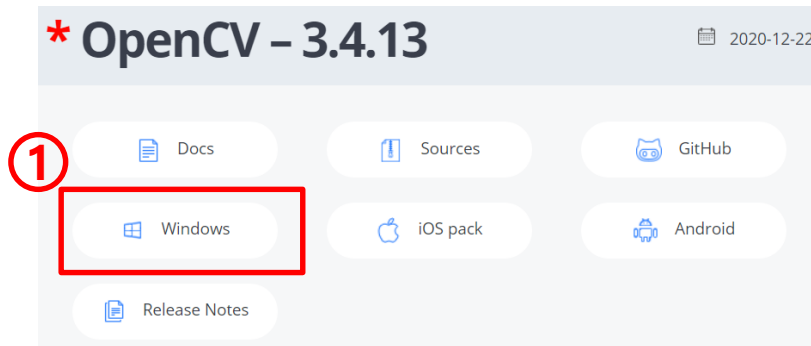 * OpenCV – 3.4.13
2020-12-22
Docs
Sources
GitHub
①
Windows
iOS pack
Android
Release Notes